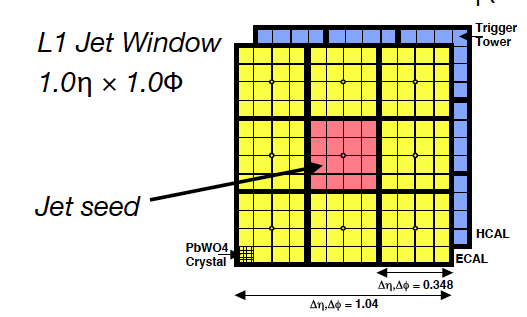 L1 Jet Window
1.0η × 1.0Φ
Jet seed
Trigger
Tower
HCAL
ECAL
PbWO4
Crystal
Δη,Δϕ = 0.348
Δη,Δϕ = 1.04